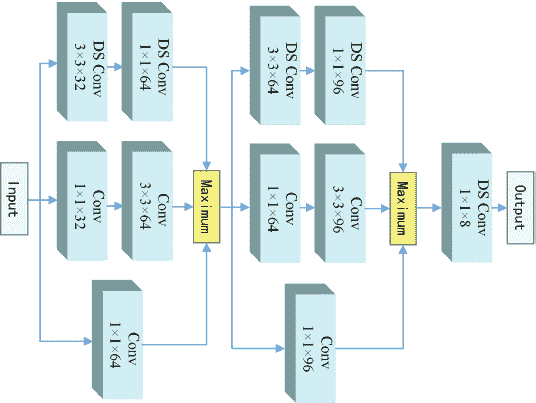 Input
DS Conv
3×3×32
DS Conv
1×1×64
Conv
1×1×32
Conv
3×3×64
Conv
1×1×64
Maximum
DS Conv
3×3×64
DS Conv
1×1×96
Conv
1×1×64
Conv
3×3×96
Conv
1×1×96
Maximum
DS Conv
1×1×8
Output